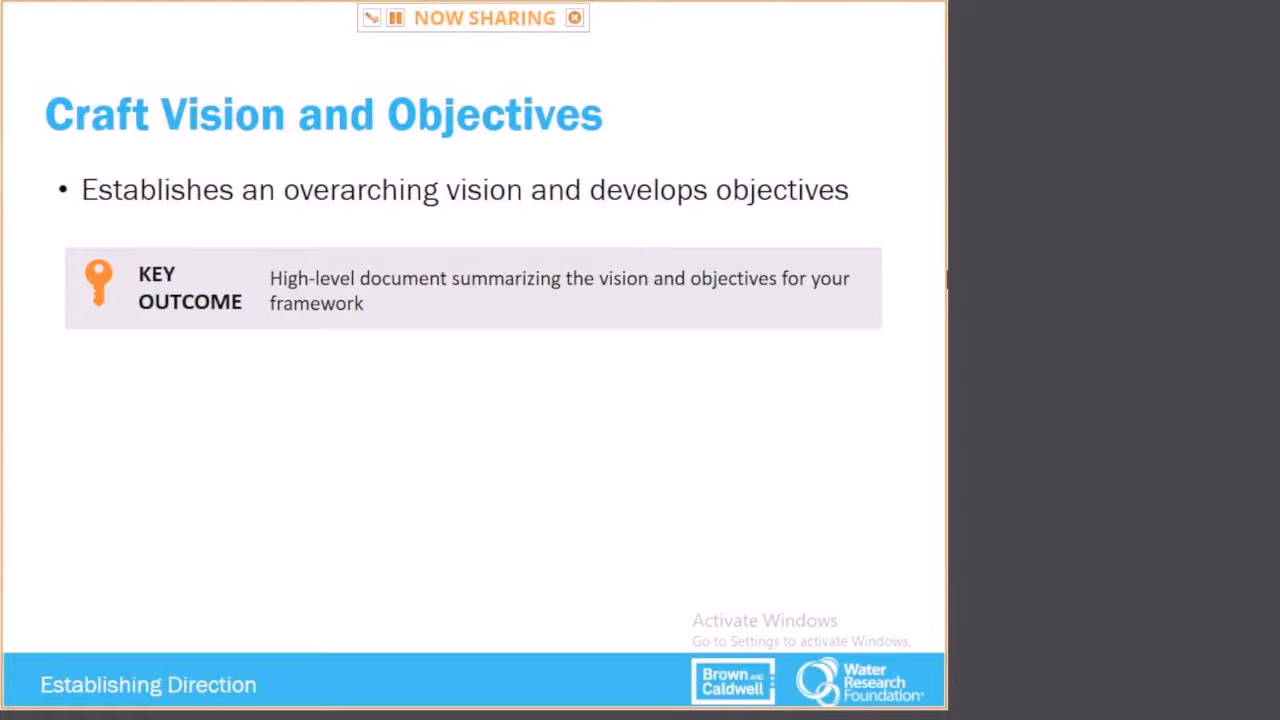 NOW SHARING
Craft Vision and Objectives
• Establishes an overarching vision and develops objectives
KEY
OUTCOME
High-level document summarizing the vision and objectives for your
framework
Activate Windows
Go to Settings to activate Windows.
Establishing Direction
Brown AND
Caldwell
Water
Research
Foundation